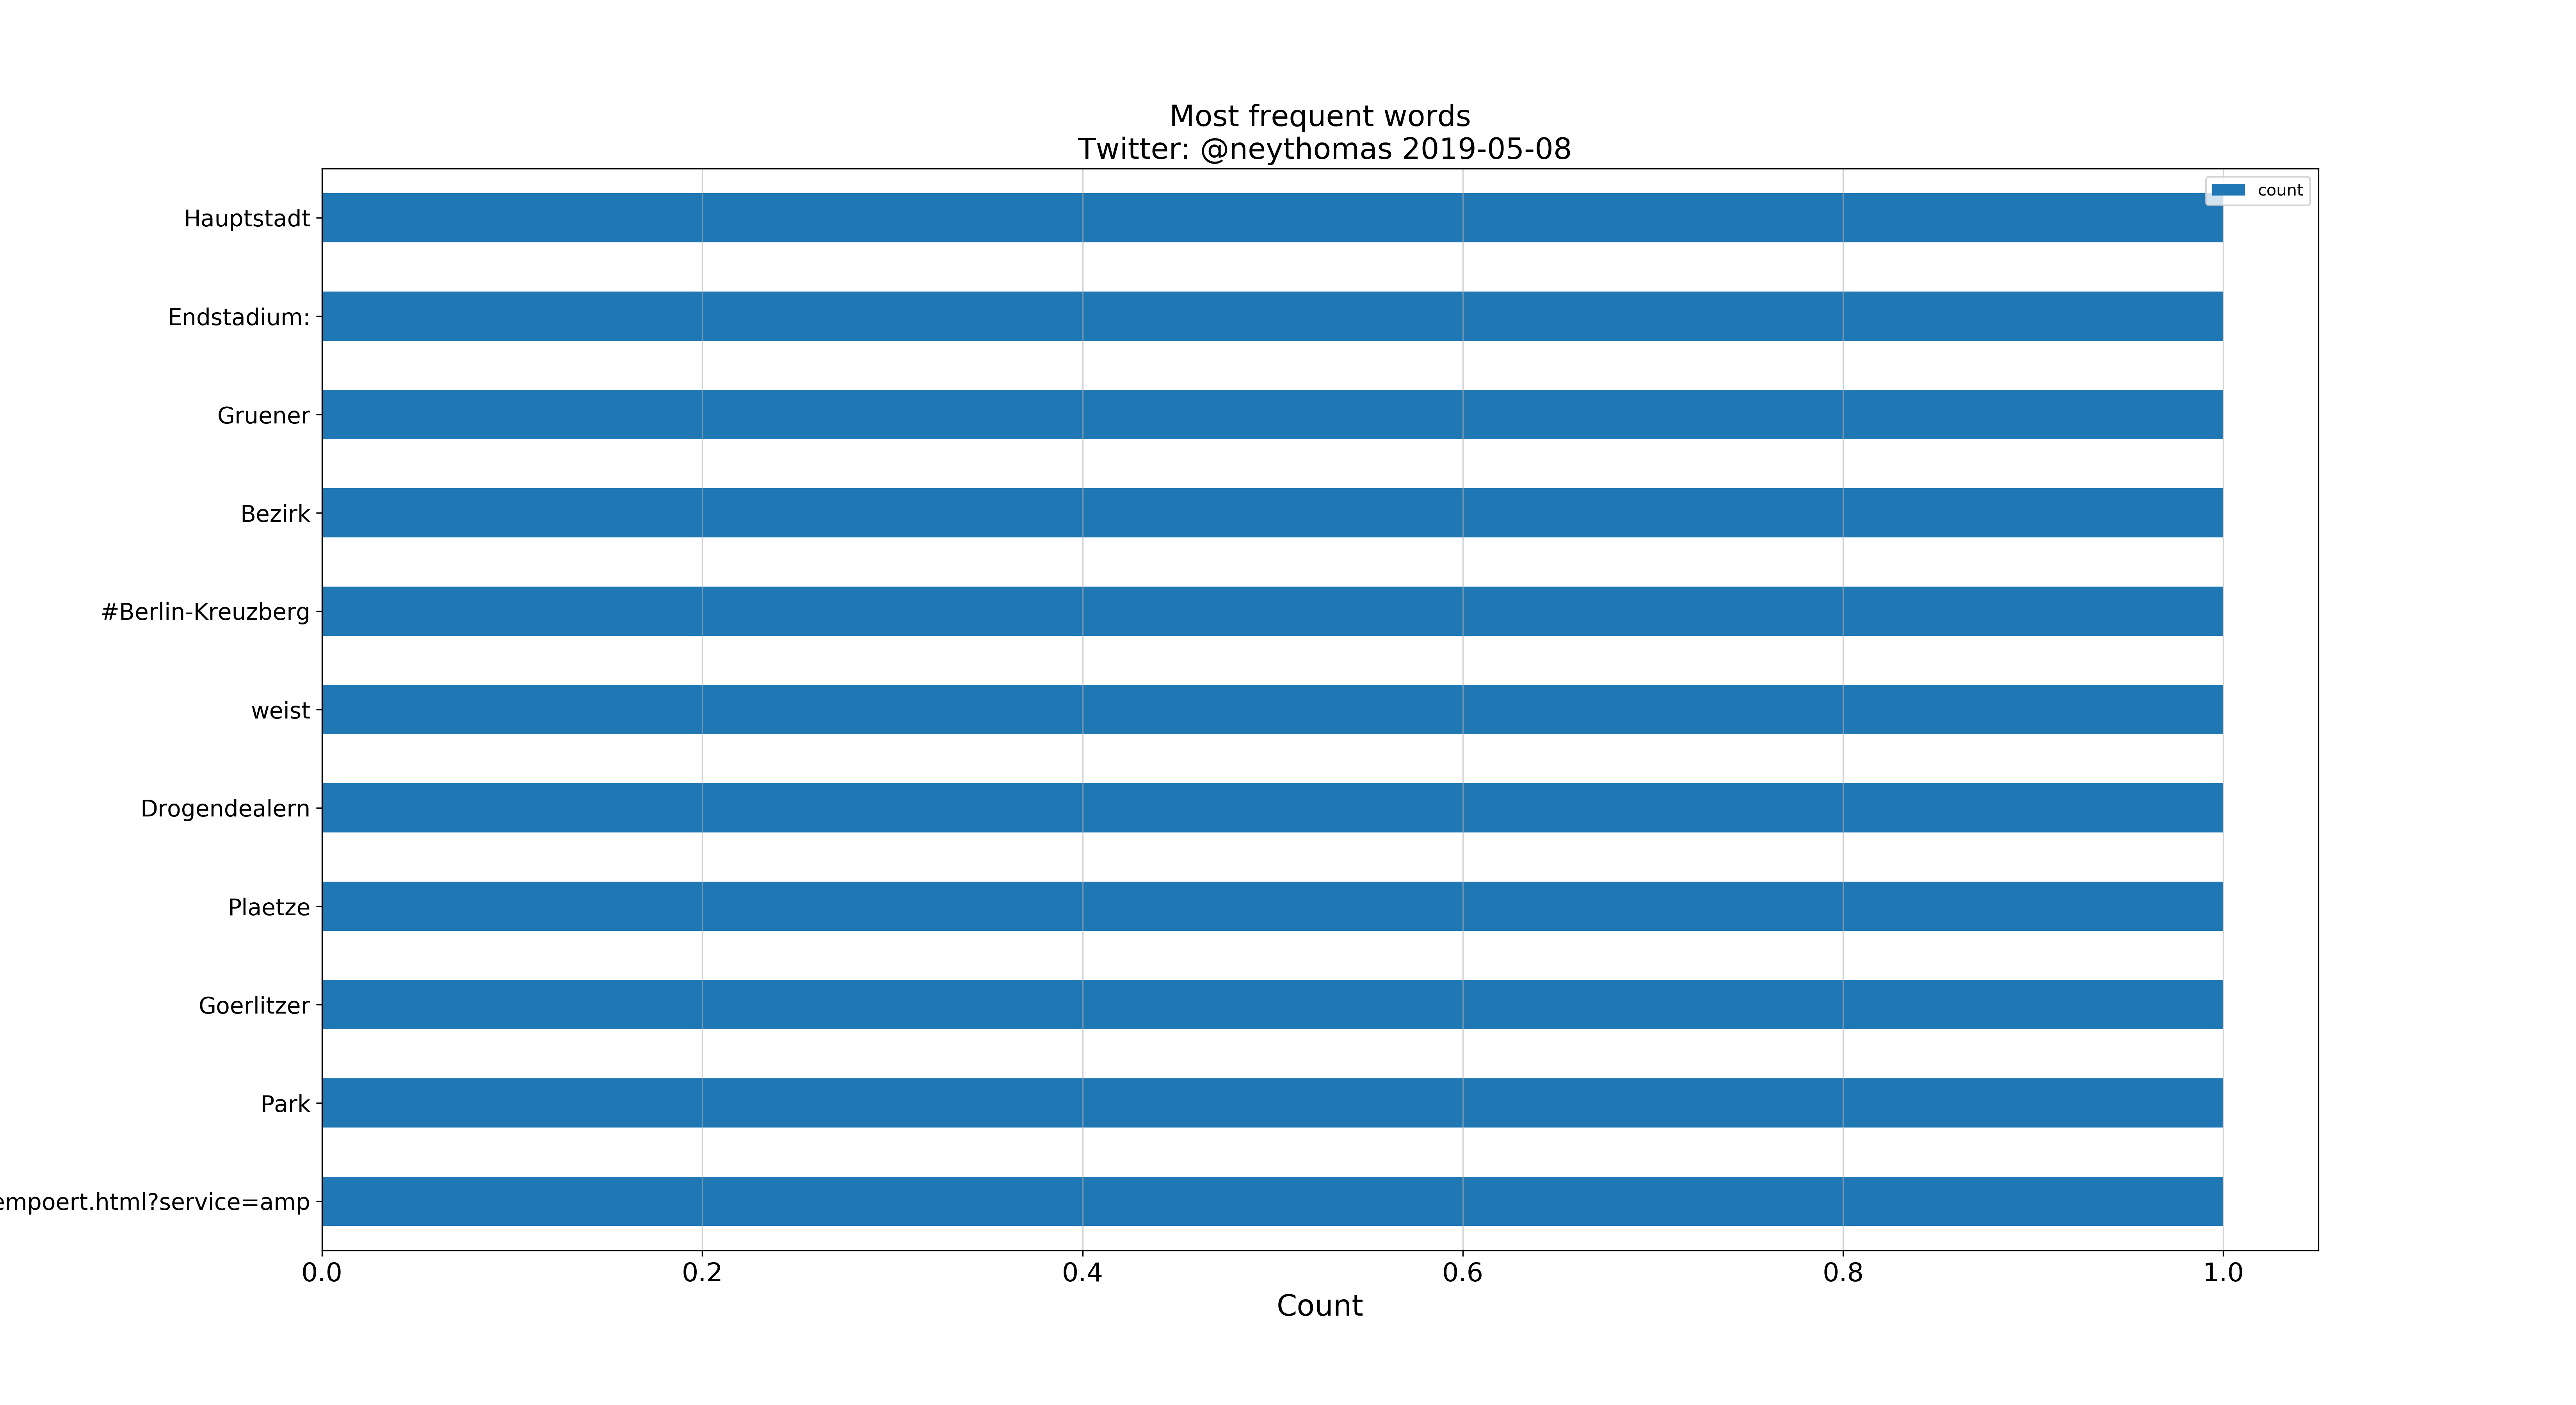 Most frequent words
Twitter: @neythomas 2019-05-08
count
Hauptstadt
Endstadium:
Gruener
Bezirk
#Berlin-Kreuzberg
weist
Drogendealern
Plaetze
Goerlitzer
Park
empoert.html?service=amp
0.0 0.2 0.4 0.6 0.8 1.0
Count